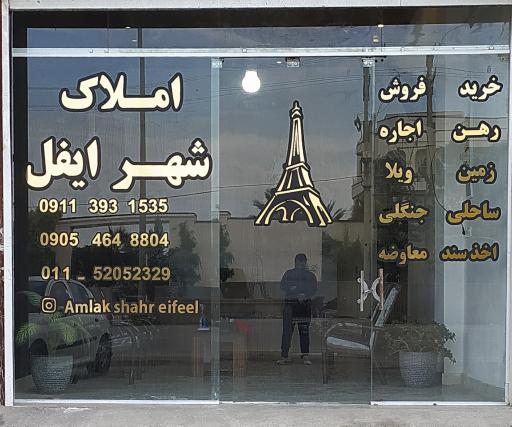 املاک
شهر ایفل
0911 393 1535
0905 464 8804
011 - 52052329
Amlak shahr eifeel
خرید فروش
رهن اجاره
زمین ویلا
ساحلی جنگلی
اخذ سند معاوضه